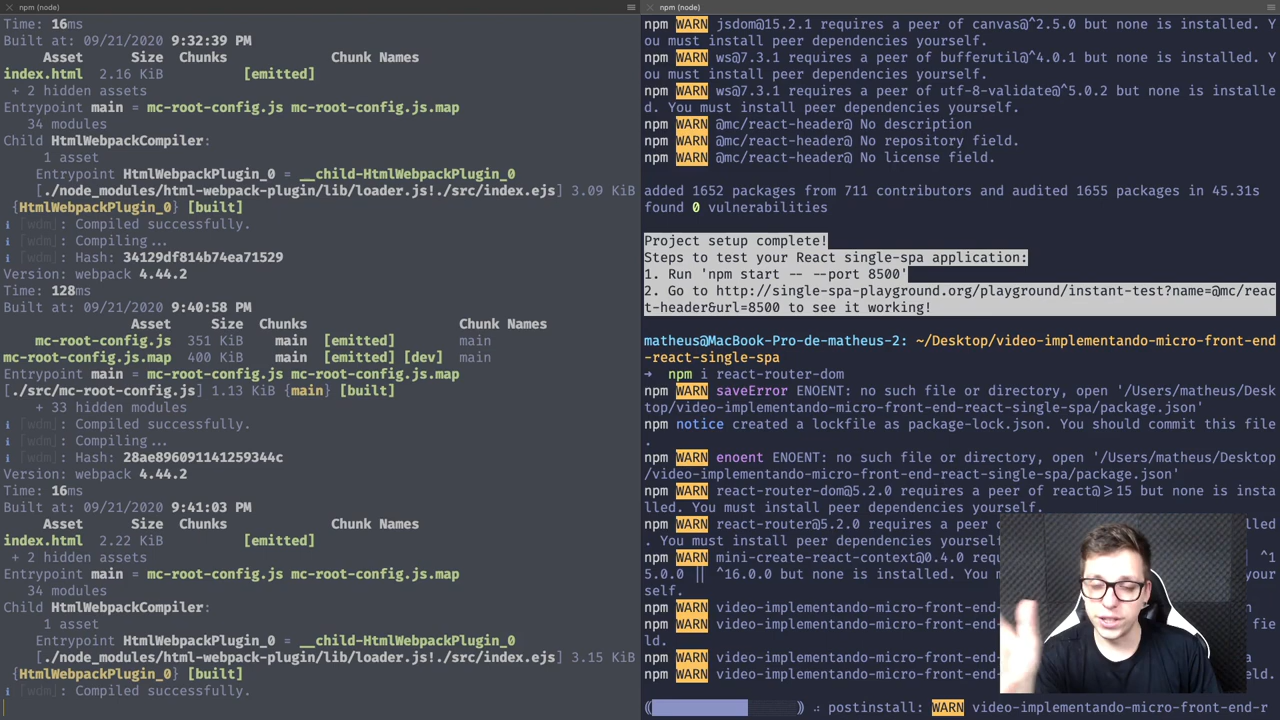 npm (node)
Time: 16ms
Built at: 09/21/2020 9:32:39 PM
Asset Size Chunks Chunk Names
index.html 2.16 KiB [emitted]
+ 2 hidden assets
Entrypoint main = mc-root-config.js mc-root-config.js.map
34 modules
Child HtmlWebpackCompiler:
1 asset
Entrypoint HtmlWebpackPlugin_0 = __child-HtmlWebpackPlugin_0
[./node_modules/html-webpack-plugin/lib/loader.js!./src/index.ejs] 3.09 KiB
{HtmlWebpackPlugin_0} [built]
i [wdm]: Compiled successfully.
i [wdm]: Compiling...
i [wdm]: Hash: 34129df814b74ea71529
Version: webpack 4.44.2
Time: 128ms
Built at: 09/21/2020 9:40:58 PM
Asset Size Chunks Chunk Names
mc-root-config.js 351 KiB main [emitted] main
mc-root-config.js.map 400 KiB main [emitted] [dev] main
Entrypoint main = mc-root-config.js mc-root-config.js.map
[./src/mc-root-config.js] 1.13 KiB {main} [built]
+ 33 hidden modules
i [wdm]: Compiled successfully.
i [wdm]: Compiling...
i [wdm]: Hash: 28ae896091141259344c
Version: webpack 4.44.2
Time: 16ms
Built at: 09/21/2020 9:41:03 PM
Asset Size Chunks Chunk Names
index.html 2.22 KiB [emitted]
+ 2 hidden assets
Entrypoint main = mc-root-config.js mc-root-config.js.map
34 modules
Child HtmlWebpackCompiler:
1 asset
Entrypoint HtmlWebpackPlugin_0 = __child-HtmlWebpackPlugin_0
[./node_modules/html-webpack-plugin/lib/loader.js!./src/index.ejs] 3.15 KiB
{HtmlWebpackPlugin_0} [built]
i [wdm]: Compiled successfully.
npm (node)
npm WARN jsdom@15.2.1 requires a peer of canvas@^2.5.0 but none is installed. Y
ou must install peer dependencies yourself.
npm WARN ws@7.3.1 requires a peer of bufferutil@^4.0.1 but none is installed. Y
ou must install peer dependencies yourself.
npm WARN ws@7.3.1 requires a peer of utf-8-validate@^5.0.2 but none is installe
d. You must install peer dependencies yourself.
npm WARN @mc/react-header@ No description
npm WARN @mc/react-header@ No repository field.
npm WARN @mc/react-header@ No license field.
added 1652 packages from 711 contributors and audited 1655 packages in 45.31s
found 0 vulnerabilities
Project setup complete!
Steps to test your React single-spa application:
1. Run 'npm start -- --port 8500'
2. Go to http://single-spa-playground.org/playground/instant-test?name=@mc/reac
t-header&url=8500 to see it working!
matheus@MacBook-Pro-de-matheus-2: ~/Desktop/video-implementando-micro-front-end
-react-single-spa
➜ npm i react-router-dom
npm WARN saveError ENOENT: no such file or directory, open '/Users/matheus/Desk
top/video-implementando-micro-front-end-react-single-spa/package.json'
npm notice created a lockfile as package-lock.json. You should commit this file
.
npm WARN enoent ENOENT: no such file or directory, open '/Users/matheus/Desktop
/video-implementando-micro-front-end-react-single-spa/package.json'
npm WARN react-router-dom@5.2.0 requires a peer of react@>=15 but none is insta
lled. You must install peer dependencies yourself.
npm WARN react-router@5.2.0 requires a peer lled
. You must install peer dependencies yourse
npm WARN mini-create-react-context@0.4.0 requ ^1
5.0.0 || ^16.0.0 but none is installed. You m your
self.
npm WARN video-implementando-micro-front-end- n
npm WARN video-implementando-micro-front-end- fie
ld.
npm WARN video-implementando-micro-front-end- a
npm WARN video-implementando-micro-front-end- ld.
postinstall: WARN video-implementando-micro-front-end-r